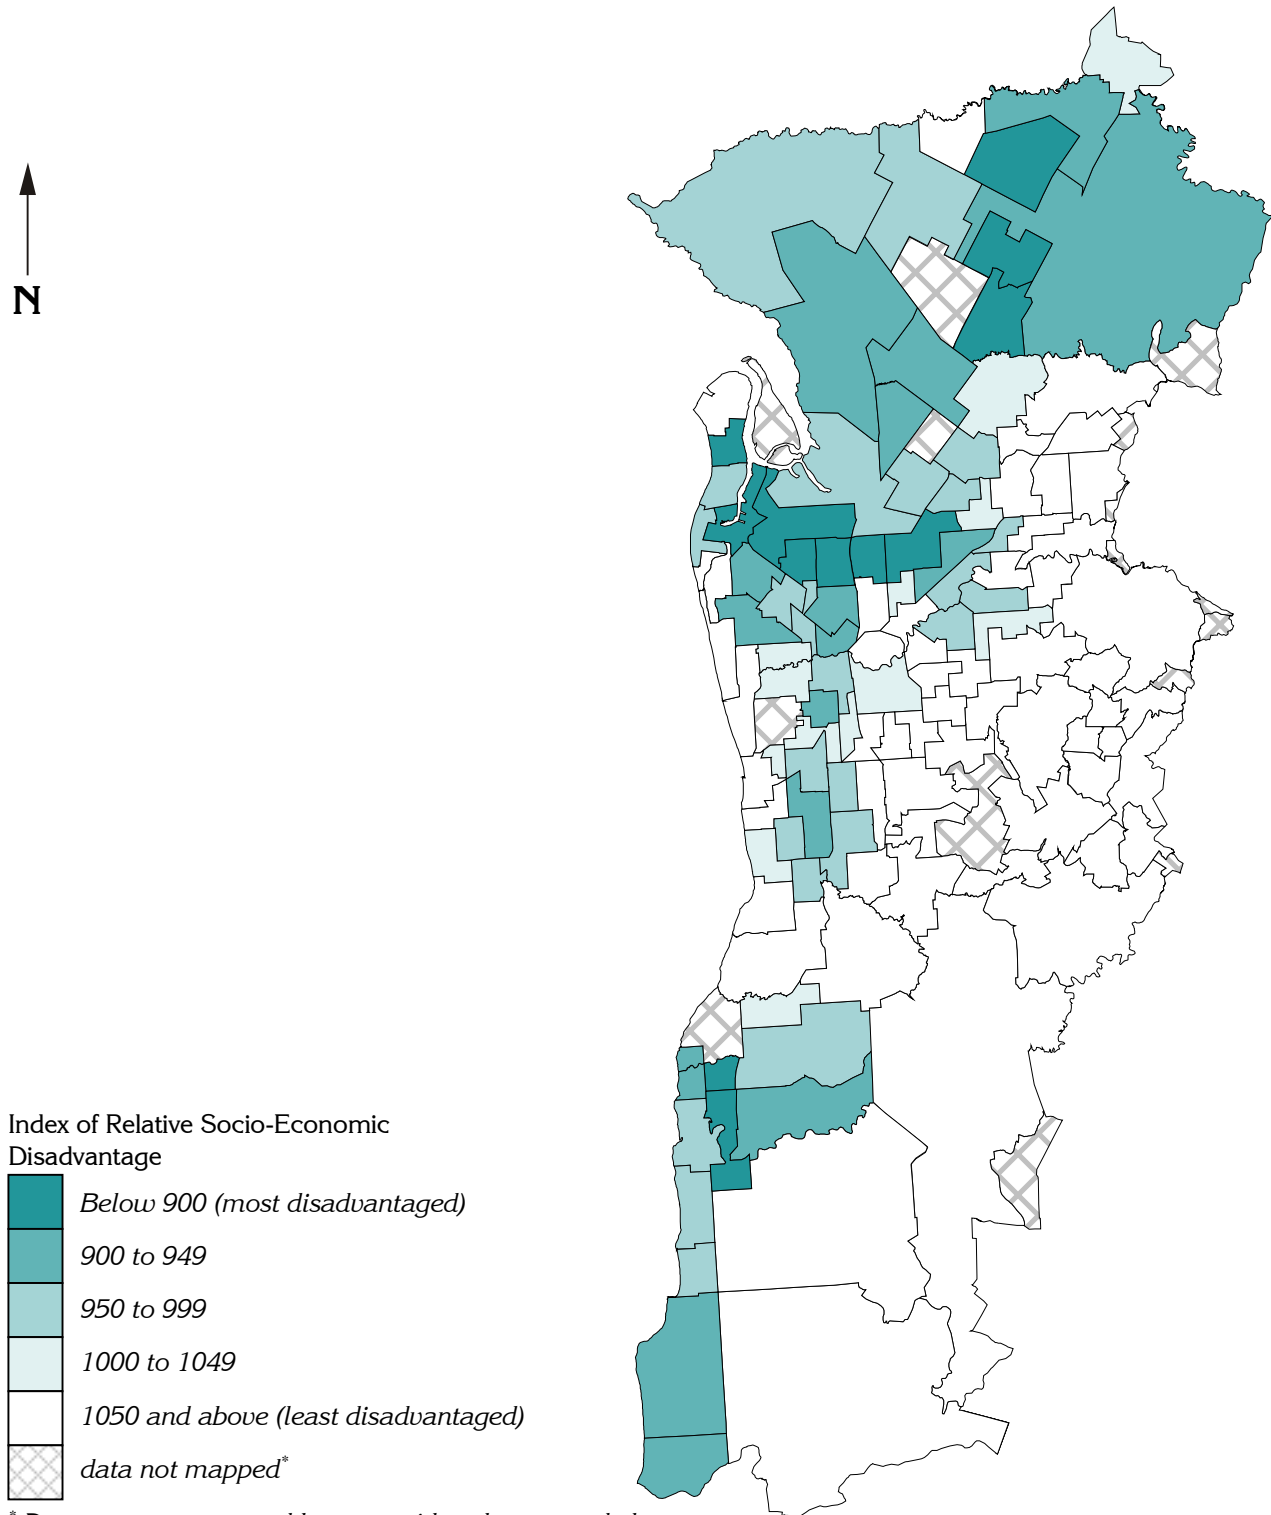 N
Index of Relative Socio-Economic
Disadvantage
Below 900 (most disadvantaged)
900 to 949
950 to 999
1000 to 1049
1050 and above (least disadvantaged)
data not mapped*